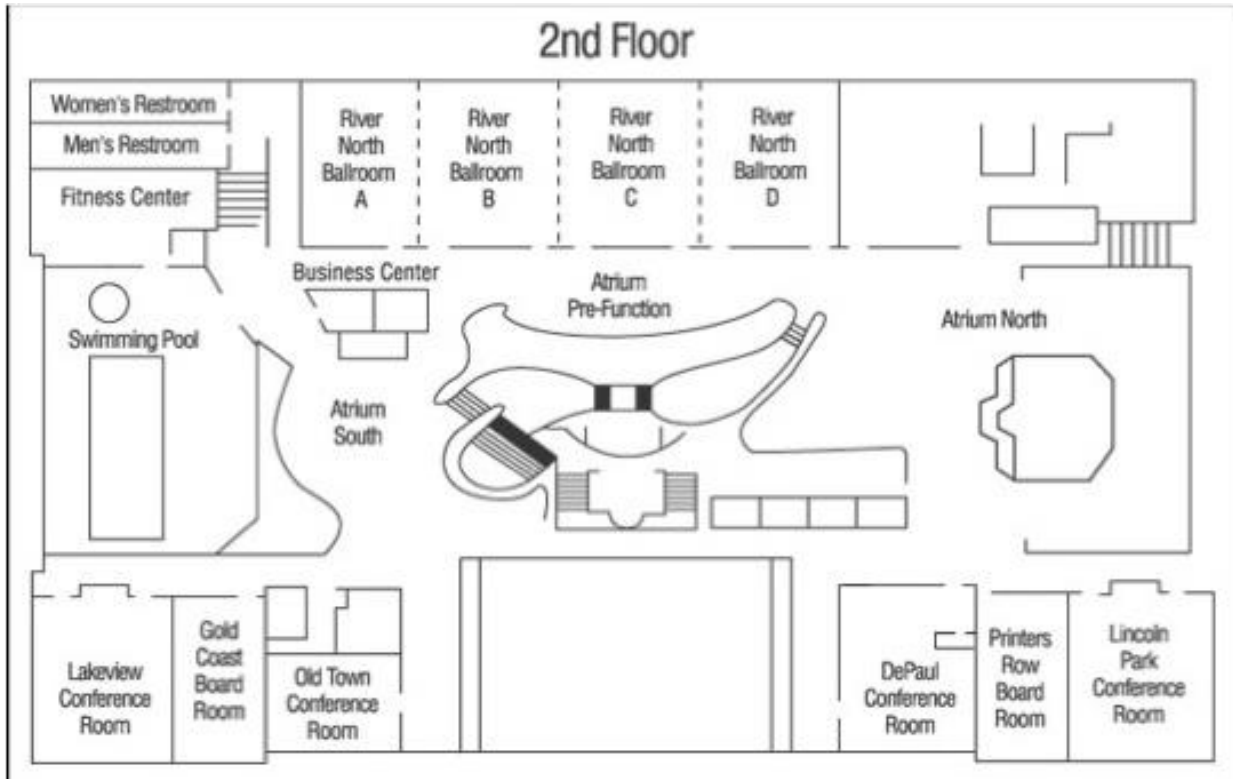 2nd Floor
Women's Restroom
Men's Restroom
Fitness Center
River
North
Ballroom
A
River
North
Ballroom
B
River
North
Ballroom
C
River
North
Ballroom
D
Business Center
Atrium
Pre-Function
Swimming Pool
Atrium North
Atrium
South
Lakeview
Conference
Room
Gold
Coast
Board
Room
Old Town
Conference
Room
DePaul
Conference
Room
Printers
Row
Board
Room
Lincoln
Park
Conference
Room